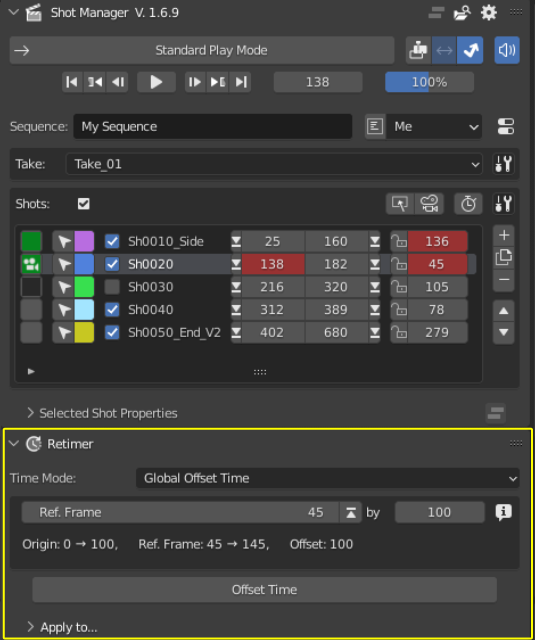 Shot Manager V. 1.6.9
Standard Play Mode
138 100%
Sequence: My Sequence Me
Take: Take_01
Shots:
Sh0010_Side 25 160 136
Sh0020 138 182 45
Sh0030 216 320 105
Sh0040 312 389 78
Sh0050_End_V2 402 680 279
Selected Shot Properties
Retimer
Time Mode: Global Offset Time
Ref. Frame 45 by 100
Origin: 0 → 100, Ref. Frame: 45 → 145, Offset: 100
Offset Time
Apply to...